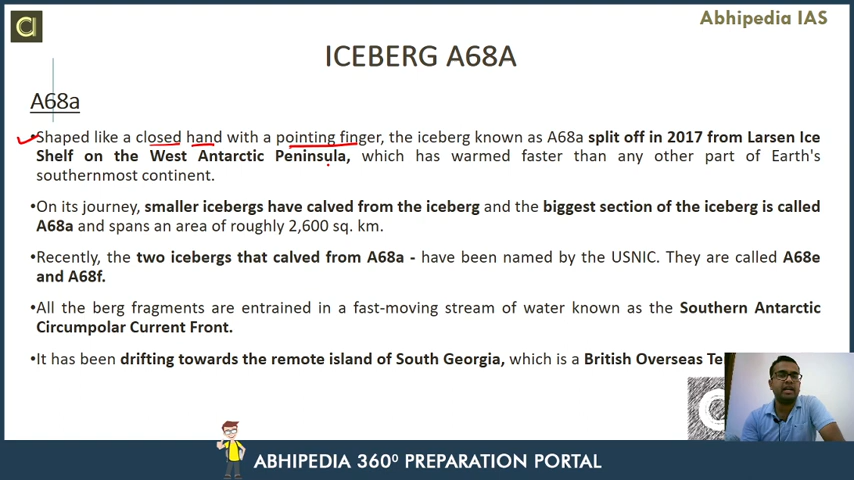 a
Abhipedia IAS
ICEBERG A68A
A68a
•Shaped like a closed hand with a pointing finger, the iceberg known as A68a split off in 2017 from Larsen Ice
Shelf on the West Antarctic Peninsula, which has warmed faster than any other part of Earth's
southernmost continent.
•On its journey, smaller icebergs have calved from the iceberg and the biggest section of the iceberg is called
A68a and spans an area of roughly 2,600 sq. km.
•Recently, the two icebergs that calved from A68a - have been named by the USNIC. They are called A68e
and A68f.
•All the berg fragments are entrained in a fast-moving stream of water known as the Southern Antarctic
Circumpolar Current Front.
•It has been drifting towards the remote island of South Georgia, which is a British Overseas
ABHIPEDIA 360⁰ PREPARATION PORTAL